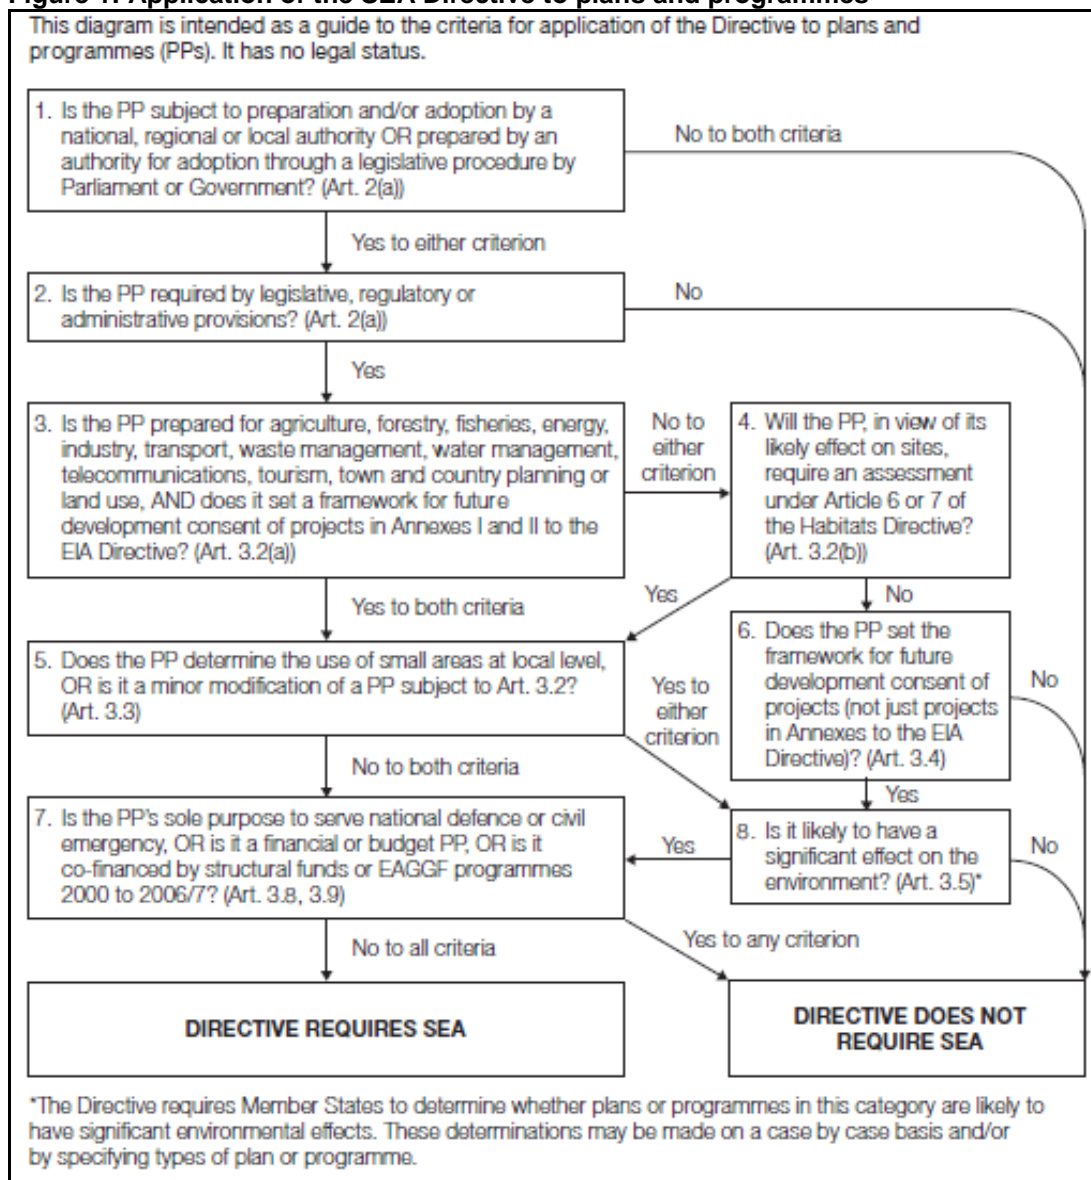 Figure 1: Application of the SEA Directive to plans and programmes
This diagram is intended as a guide to the criteria for application of the Directive to plans and
programmes (PPs). It has no legal status.
1. Is the PP subject to preparation and/or adoption by a
national, regional or local authority OR prepared by an
authority for adoption through a legislative procedure by
Parliament or Government? (Art. 2(a))
No to both criteria
Yes to either criterion
2. Is the PP required by legislative, regulatory or
administrative provisions? (Art. 2(a))
No
Yes
3. Is the PP prepared for agriculture, forestry, fisheries, energy,
industry, transport, waste management, water management,
telecommunications, tourism, town and country planning or
land use, AND does it set a framework for future
development consent of projects in Annexes I and II to the
EIA Directive? (Art. 3.2(a))
No to
either
criterion
4. Will the PP, in view of its
likely effect on sites,
require an assessment
under Article 6 or 7 of
the Habitats Directive?
(Art. 3.2(b))
Yes to both criteria
Yes
No
5. Does the PP determine the use of small areas at local level,
OR is it a minor modification of a PP subject to Art. 3.2?
(Art. 3.3)
Yes to
either
criterion
6. Does the PP set the
framework for future
development consent of
projects (not just projects
in Annexes to the EIA
Directive)? (Art. 3.4)
No
No to both criteria
Yes
7. Is the PP's sole purpose to serve national defence or civil
emergency, OR is it a financial or budget PP, OR is it
co-financed by structural funds or EAGGF programmes
2000 to 2006/7? (Art. 3.8, 3.9)
Yes
8. Is it likely to have a
significant effect on the
environment? (Art. 3.5)*
No
No to all criteria
Yes to any criterion
DIRECTIVE REQUIRES SEA
DIRECTIVE DOES NOT
REQUIRE SEA
*The Directive requires Member States to determine whether plans or programmes in this category are likely to
have significant environmental effects. These determinations may be made on a case by case basis and/or
by specifying types of plan or programme.